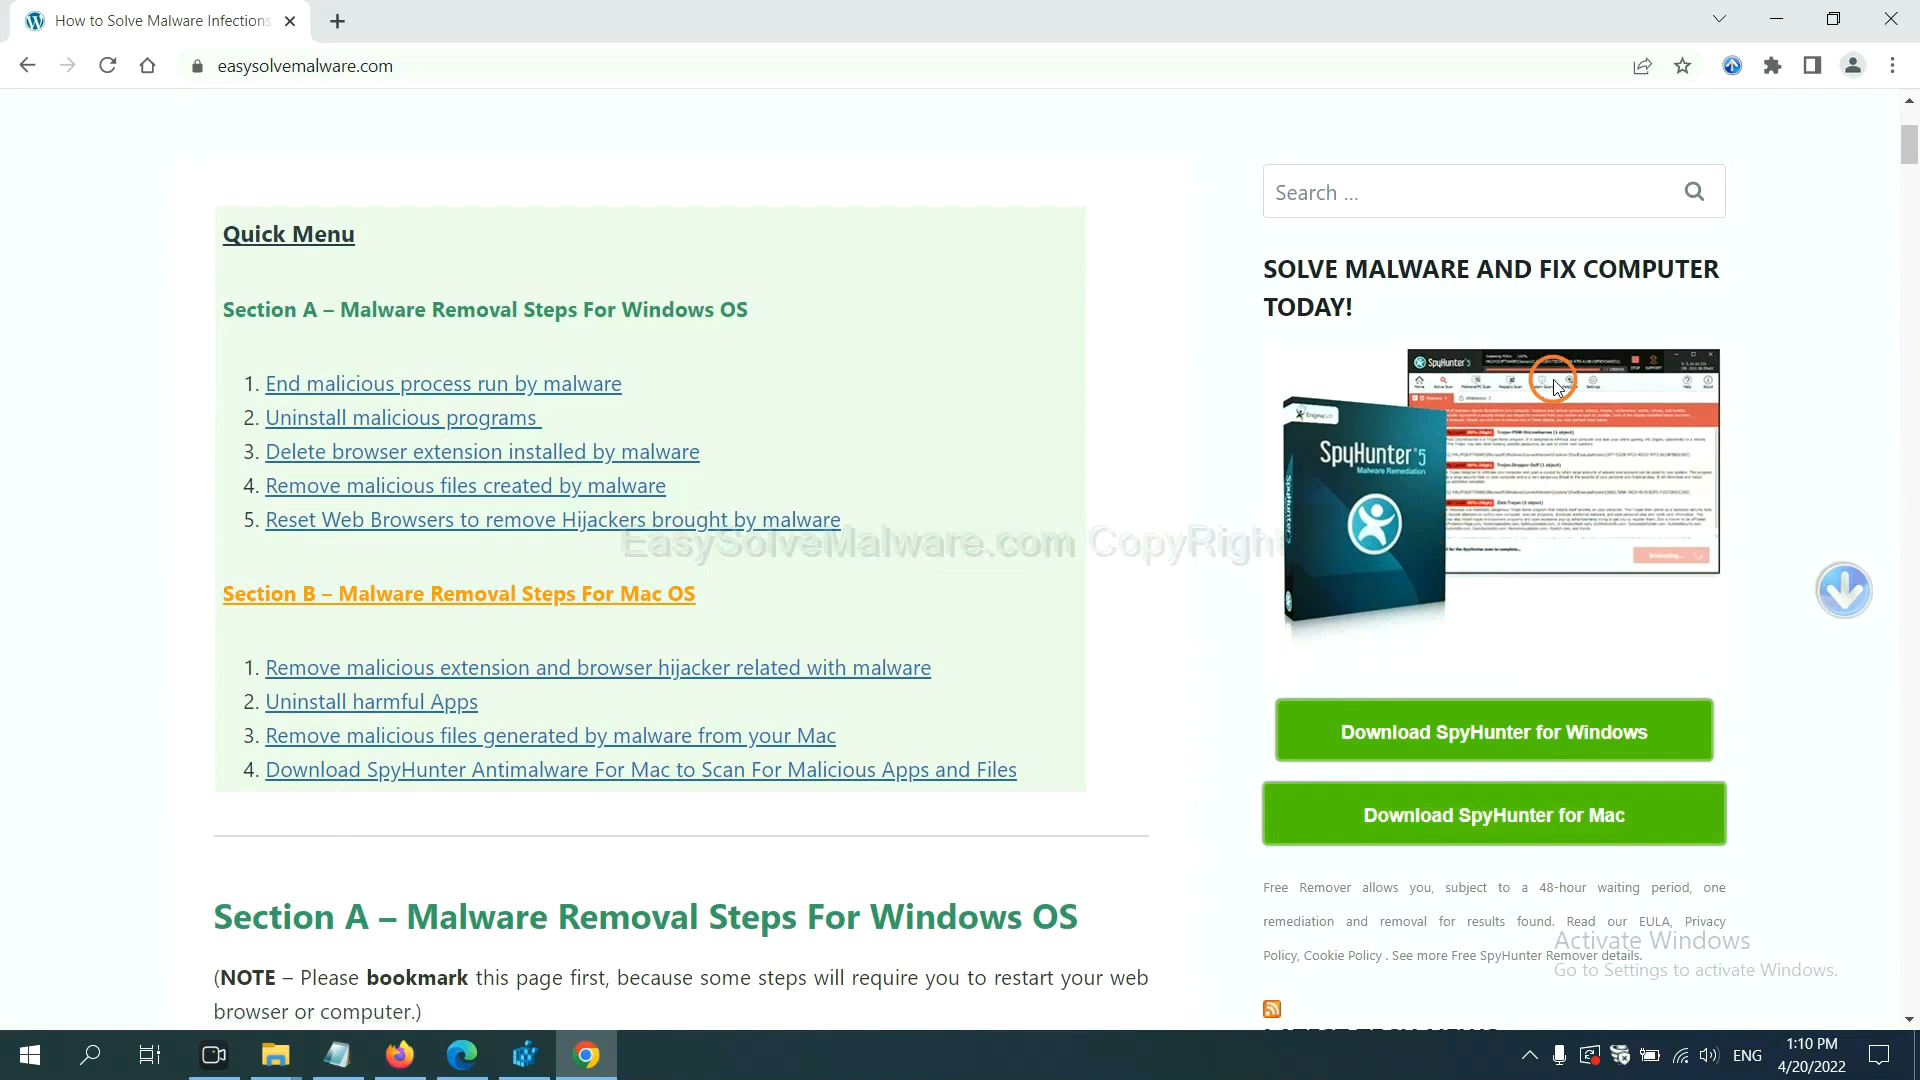 How to Solve Malware Infections
easysolvemalware.com
Search ...
Quick Menu
SOLVE MALWARE AND FIX COMPUTER
TODAY!
Section A – Malware Removal Steps For Windows OS
1. End malicious process run by malware
2. Uninstall malicious programs
3. Delete browser extension installed by malware
4. Remove malicious files created by malware
5. Reset Web Browsers to remove Hijackers brought by malware
EasySolveMalware.com CopyRigh
SpyHunter 5
EnigmaSoft
SpyHunter 5
Malware Remediation
Section B – Malware Removal Steps For Mac OS
1. Remove malicious extension and browser hijacker related with malware
2. Uninstall harmful Apps
3. Remove malicious files generated by malware from your Mac
4. Download SpyHunter Antimalware For Mac to Scan For Malicious Apps and Files
Download SpyHunter for Windows
Download SpyHunter for Mac
Free Remover allows you, subject to a 48-hour waiting period, one
remediation and removal for results found. Read our EULA, Privacy
Policy, Cookie Policy . See more Free SpyHunter Remover details.
Activate Windows
Go to Settings to activate Windows.
Section A – Malware Removal Steps For Windows OS
(NOTE – Please bookmark this page first, because some steps will require you to restart your web
browser or computer.)
LATEST TECH NEWS
ENG
1:10 PM
4/20/2022